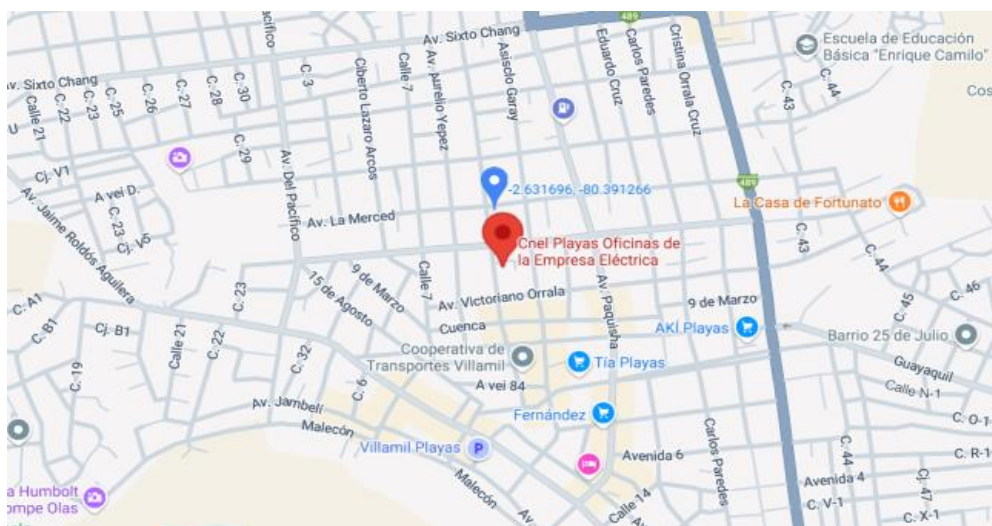 489
Av. Sixto Chang
Pacífico
C. 3
Ciberto Lazaro Arcos
Calle 7
Av. Aurelio Yepez
Asisclo Garay
Eduardo Cruz
Carlos Paredes
Cristina Orrala Cruz
Escuela de Educación
Básica "Enrique Camilo"
Cos
Av. Sixto Chang
Calle 21
C. 22
C. 23
C. 25
C. 26
C. 27
C. 28
C. 30
C. 29
C. 43
C. 44
Cj. V1
A vei D.
C. 23
Cj. V5
Av. Jaime Roldós Aguilera
Av. Del Pacífico
Av. La Merced
-2.631696, -80.391266
489
La Casa de Fortunato
Cnel Playas Oficinas de
la Empresa Eléctrica
C. 43
C. 44
C. 45
C. 46
C. 23
15 de Agosto
9 de Marzo
Calle 7
Av. Victoriano Orrala
Av. Paquisha
9 de Marzo
C. A1
C. B1
Cj. B1
Calle 21
C. 22
C. 32
C. 6
C. 19
Cuenca
AKÍ Playas
Barrio 25 de Julio
Cooperativa de
Transportes Villamil
Tía Playas
Guayaquil
A vei 84
Calle N-1
Av. Jambelí
Malecón
Fernández
C. O-1
Villamil Playas
P
Carlos Paredes
Avenida 6
C. 44
C. R-1
Malecón
Avenida 4
Cj. 47
a Humbolt
ompe Olas
Av.
Calle 14
C. V-1
C. X-1